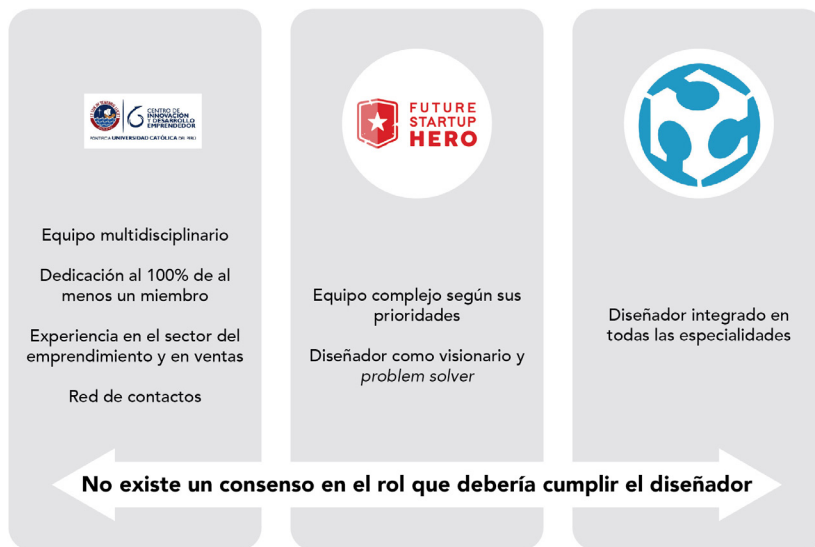 CENTRO DE
INNOVACIÓN
Y DESARROLLO
EMPRENDEDOR
PONTIFICIA UNIVERSIDAD CATÓLICA DEL PERÚ
Equipo multidisciplinario
Dedicación al 100% de al
menos un miembro
Experiencia en el sector del
emprendimiento y en ventas
Red de contactos
FUTURE
STARTUP
HERO
Equipo complejo según sus
prioridades
Diseñador como visionario y
problem solver
Diseñador integrado en
todas las especialidades
No existe un consenso en el rol que debería cumplir el diseñador